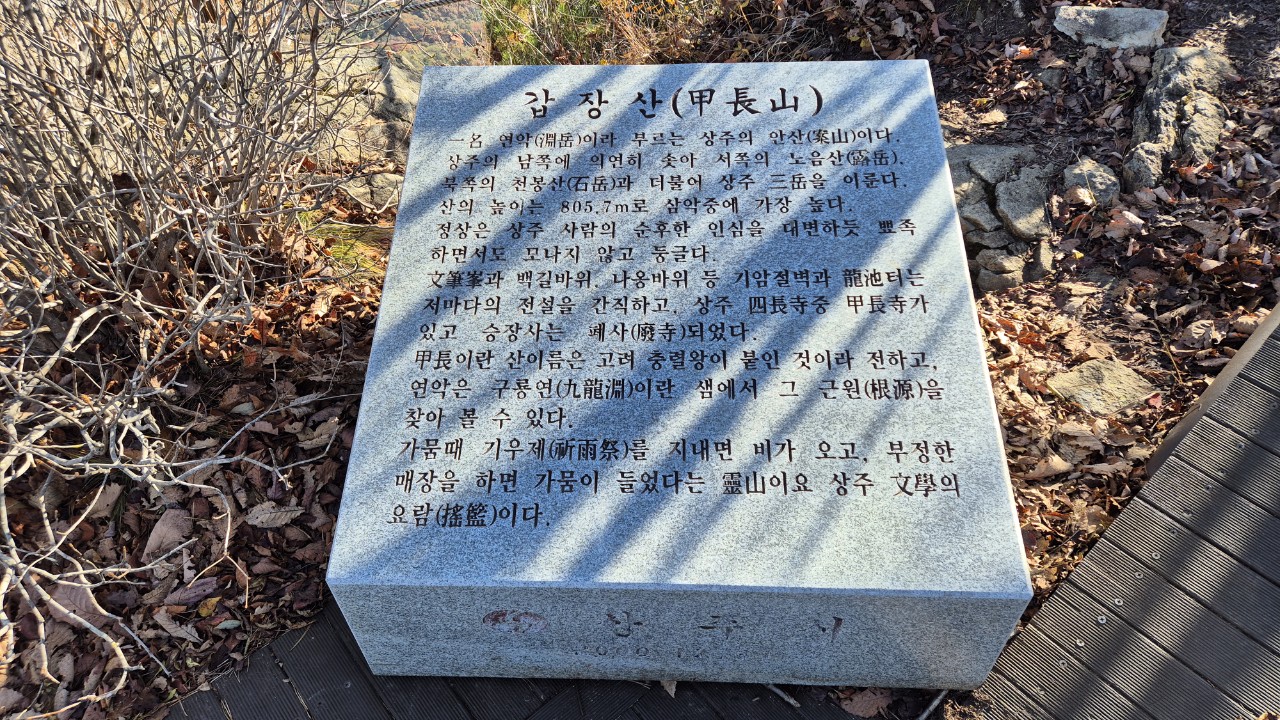 갑장산(甲長山)
一名 연악(淵岳)이라 부르는 상주의 안산(案山)이다.
상주의 남쪽에 의연히 솟아 서쪽의 노음산(露岳),
북쪽의 천봉산(石岳)과 더불어 상주 三岳을 이룬다.
산의 높이는 805.7m로 삼악중에 가장 높다.
정상은 상주 사람의 순후한 인심을 대변하듯 뾰족
하면서도 모나지 않고 둥글다.
文筆峯과 백길바위, 나옹바위 등 기암절벽과 龍池터는
저마다의 전설을 간직하고, 상주 四長寺중 甲長寺가
있고 승장사는 폐사(廢寺)되었다.
甲長이란 산이름은 고려 충렬왕이 붙인 것이라 전하고,
연악은 구룡연(九龍淵)이란 샘에서 그 근원(根源)을
찾아 볼 수 있다.
가뭄때 기우제(祈雨祭)를 지내면 비가 오고, 부정한
매장을 하면 가뭄이 들었다는 靈山이요 상주 文學의
요람(搖籃)이다.
상주시